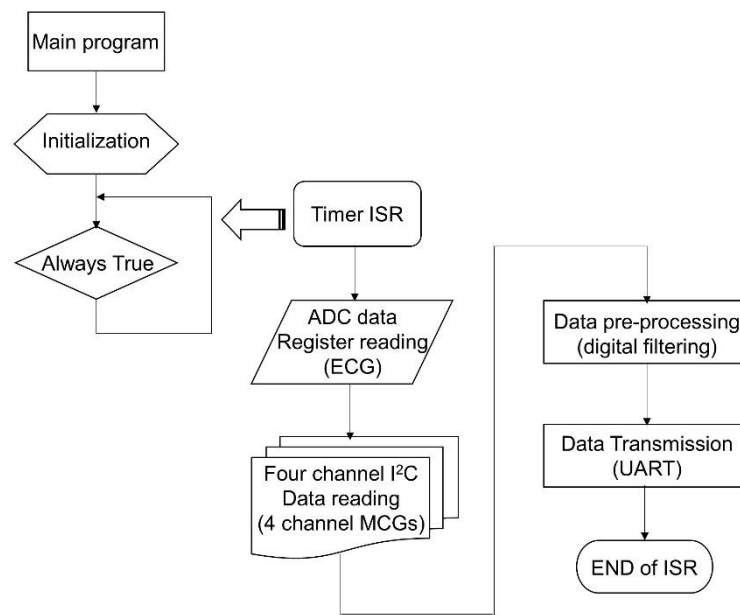 Main program
Initialization
Always True
Timer ISR
ADC data
Register reading
(ECG)
Four channel I²C
Data reading
(4 channel MCGs)
Data pre-processing
(digital filtering)
Data Transmission
(UART)
END of ISR